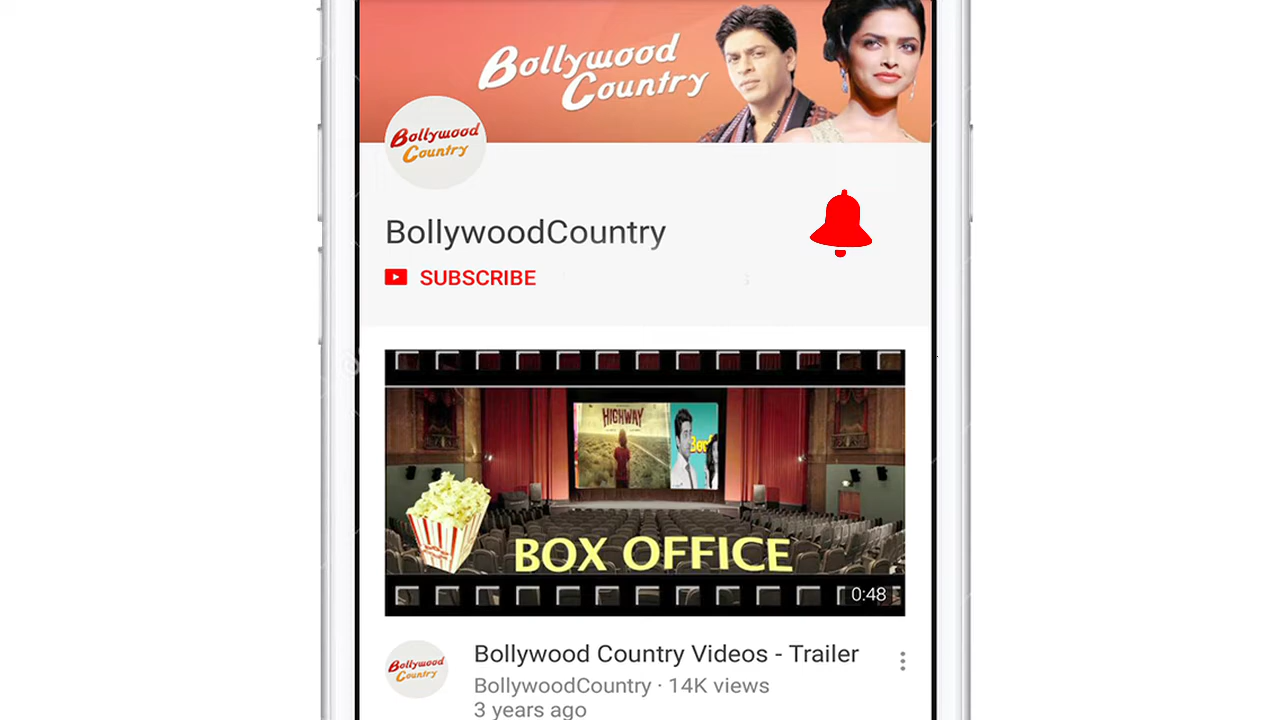 Bollywood
Country
Bollywood
Country
BollywoodCountry
SUBSCRIBE
HIGHWAY
BOX OFFICE
0:48
Bollywood
Country
Bollywood Country Videos - Trailer
BollywoodCountry · 14K views
3 years ago